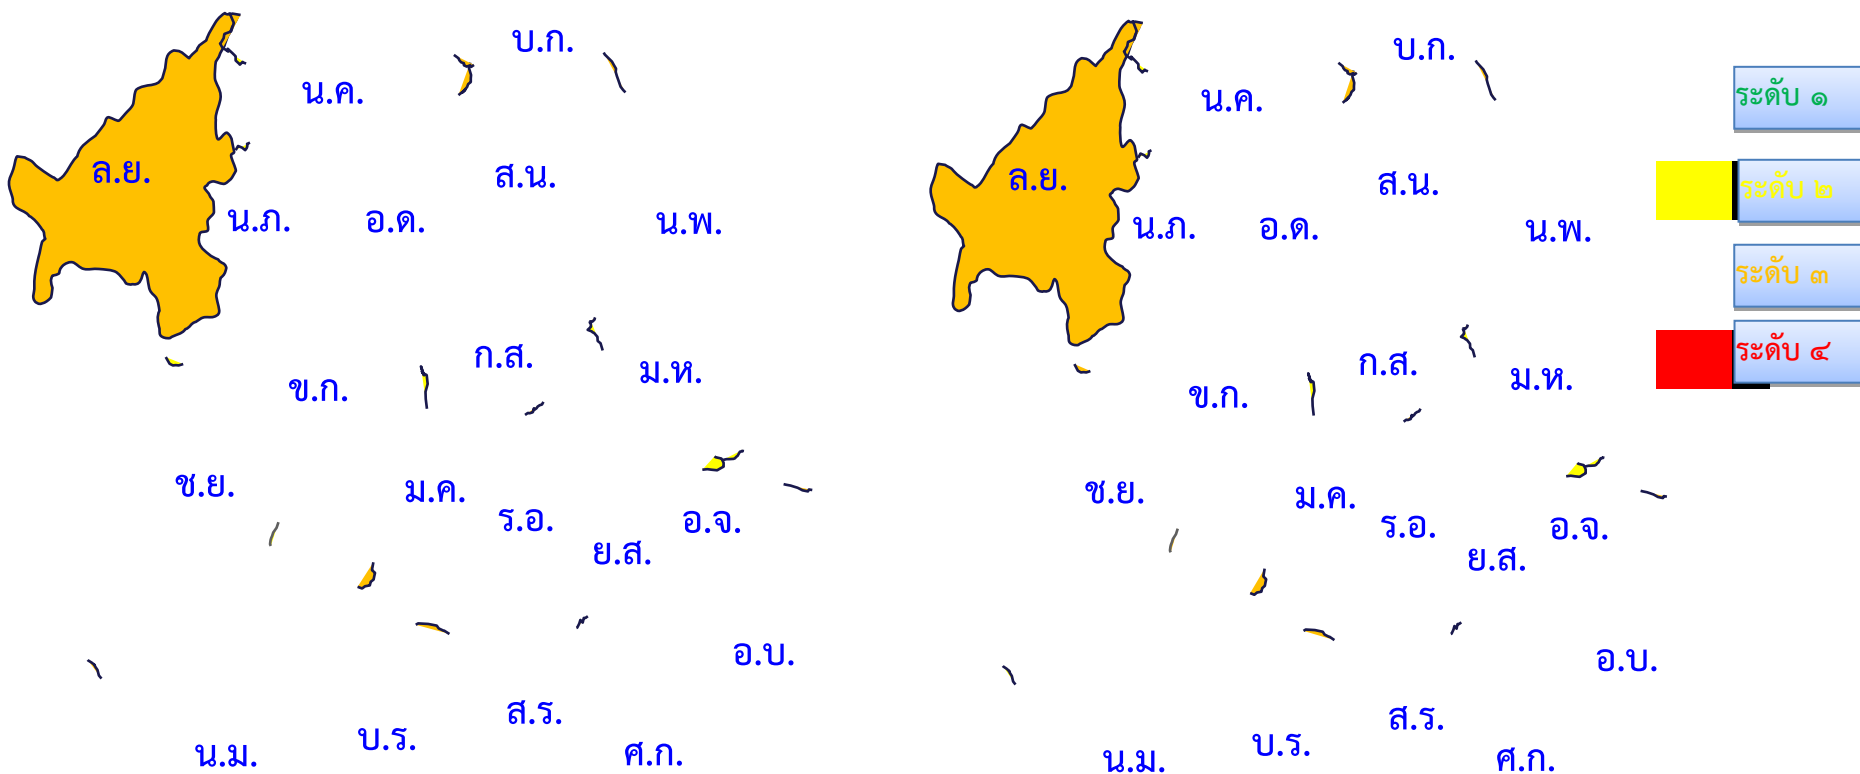 บ.ก.
น.ค.
ล.ย.
ส.น.
น.ภ.
อ.ด.
น.พ.
ก.ส.
ม.ห.
ข.ก.
ช.ย.
ม.ค.
ร.อ.
อ.จ.
ย.ส.
อ.บ.
ส.ร.
บ.ร.
น.ม.
ศ.ก.
บ.ก.
น.ค.
ล.ย.
ส.น.
น.ภ.
อ.ด.
น.พ.
ก.ส.
ม.ห.
ข.ก.
ช.ย.
ม.ค.
ร.อ.
อ.จ.
ย.ส.
อ.บ.
ส.ร.
บ.ร.
น.ม.
ศ.ก.
ระดับ ๑
ระดับ ๒
ระดับ ๓
ระดับ ๔